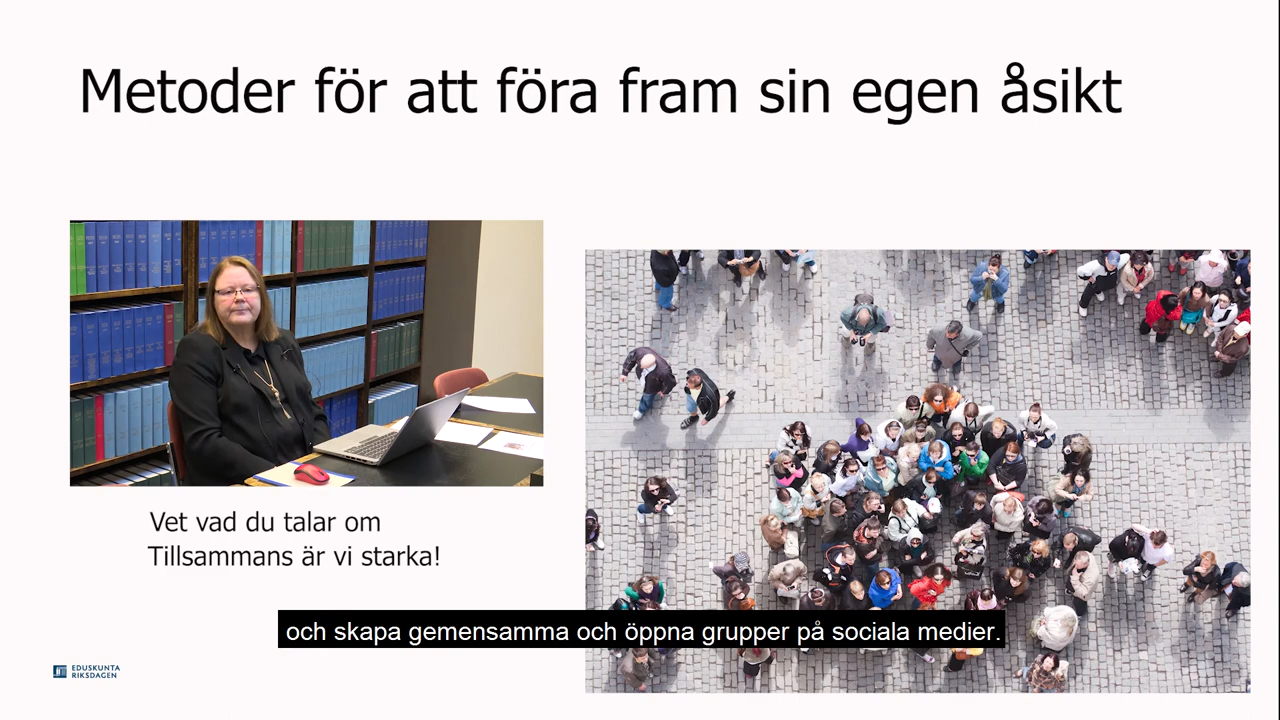 Metoder för att föra fram sin egen åsikt
Vet vad du talar om
Tillsammans är vi starka!
och skapa gemensamma och öppna grupper på sociala medier.
EDUSKUNTA
RIKSDAGEN